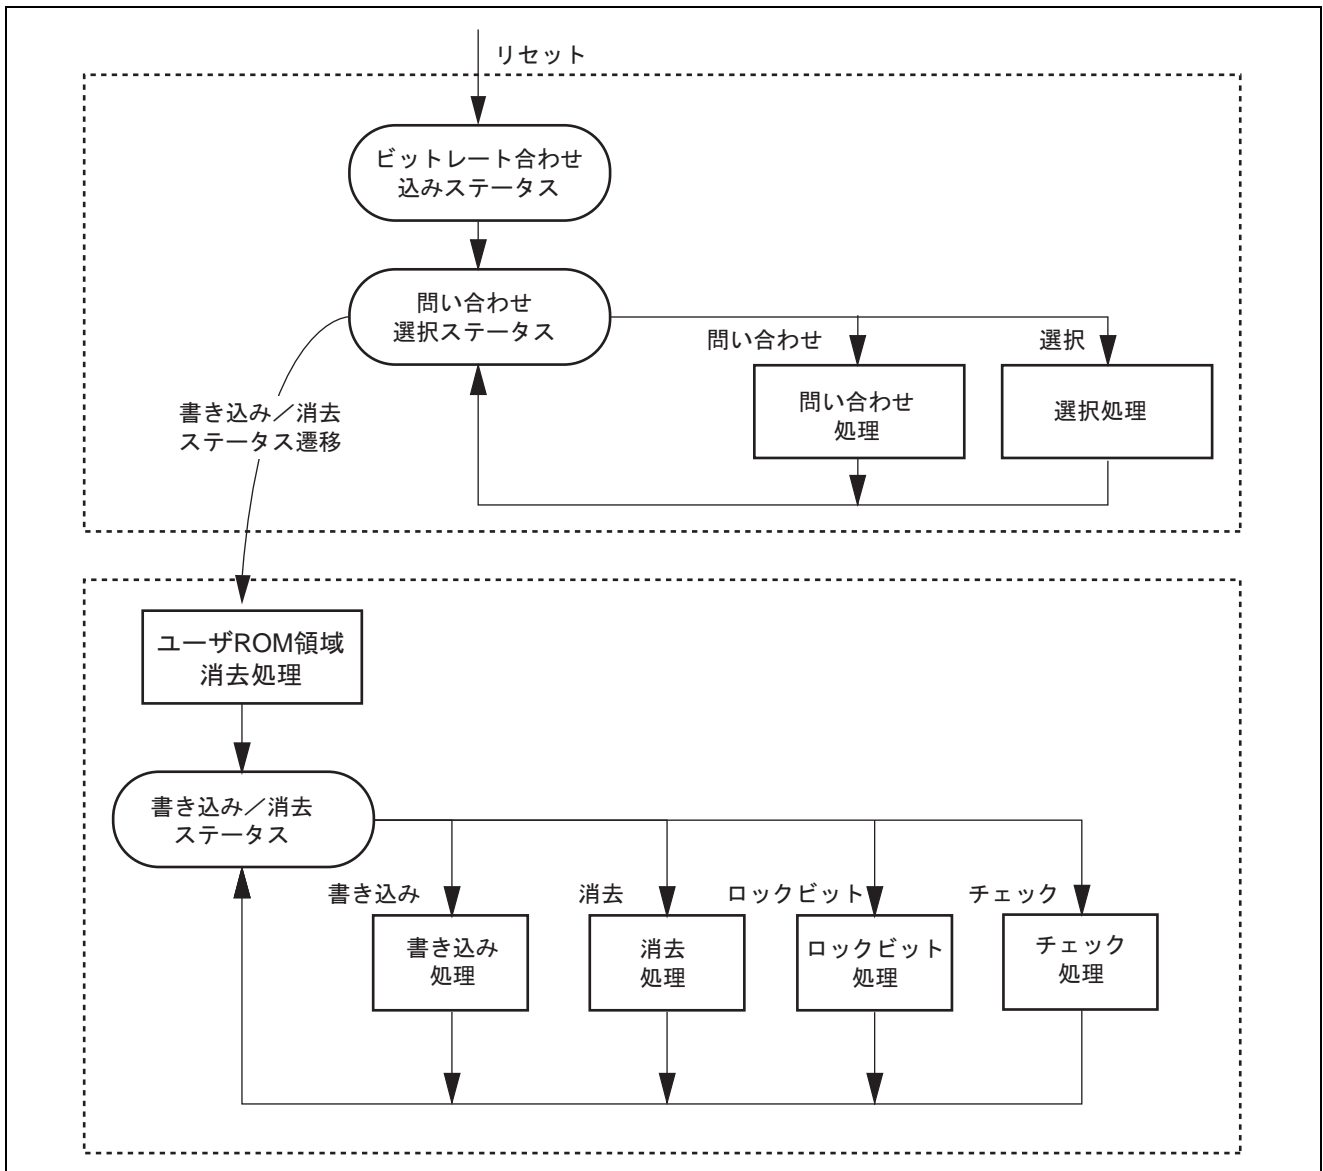 リセット
ビットレート合わせ
込みステータス
問い合わせ
選択ステータス
問い合わせ
選択
問い合わせ
処理
選択処理
書き込み／消去
ステータス遷移
ユーザROM領域
消去処理
書き込み／消去
ステータス
書き込み
消去
ロックビット
チェック
書き込み
処理
消去
処理
ロックビット
処理
チェック
処理